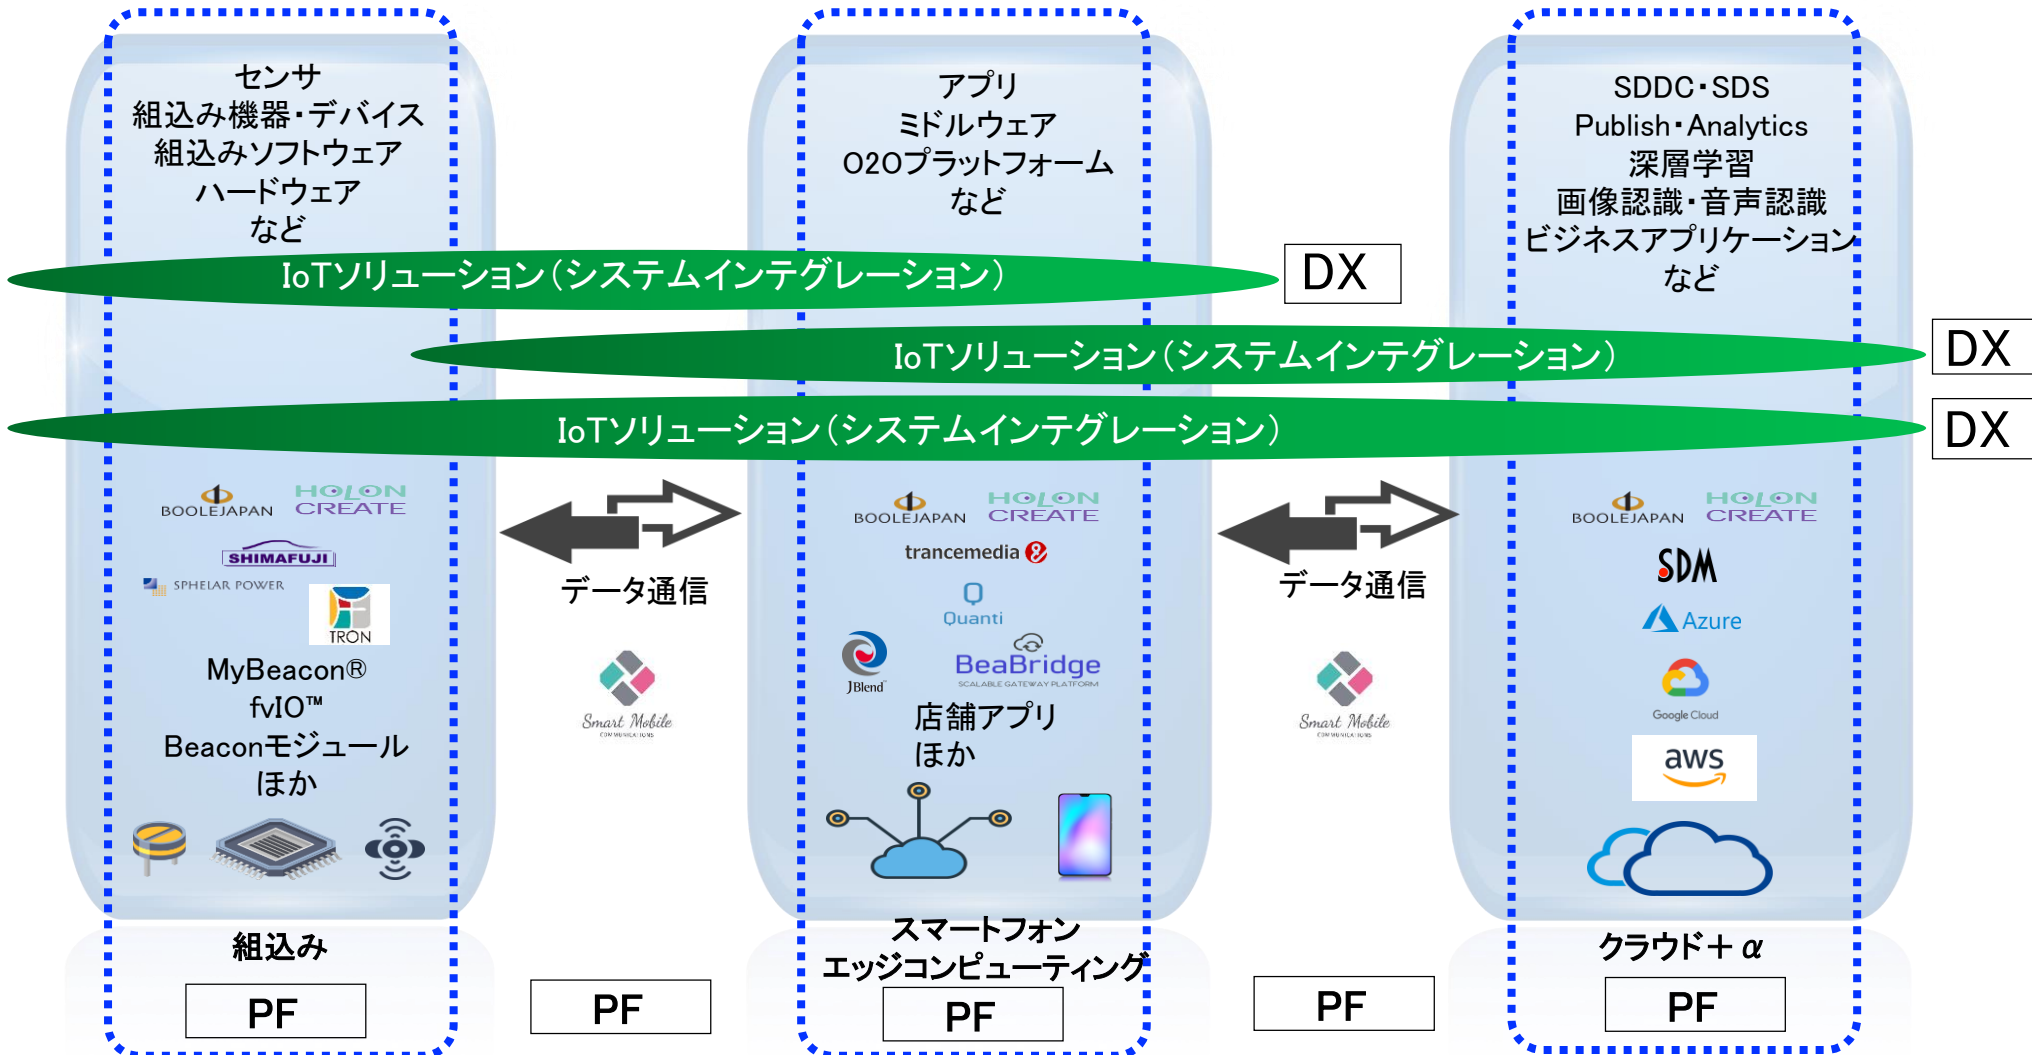 センサ
組込み機器・デバイス
組込みソフトウェア
ハードウェア
など
アプリ
ミドルウェア
O2Oプラットフォーム
など
SDDC・SDS
Publish・Analytics
深層学習
画像認識・音声認識
ビジネスアプリケーション
など
IoTソリューション（システムインテグレーション）
DX
IoTソリューション（システムインテグレーション）
DX
IoTソリューション（システムインテグレーション）
DX
BOOLEJAPAN
HOLON
CREATE
SHIMAFUJI
SPHELAR POWER
TRON
MyBeacon®
fvIO™
Beaconモジュール
ほか
データ通信
Smart Mobile
COMMUNICATIONS
BOOLEJAPAN
HOLON
CREATE
trancemedia
Quanti
JBlend™
BeaBridge
SCALABLE GATEWAY PLATFORM
店舗アプリ
ほか
データ通信
Smart Mobile
COMMUNICATIONS
BOOLEJAPAN
HOLON
CREATE
SDM
Azure
Google Cloud
aws
組込み
PF
PF
スマートフォン
エッジコンピューティング
PF
PF
クラウド＋α
PF